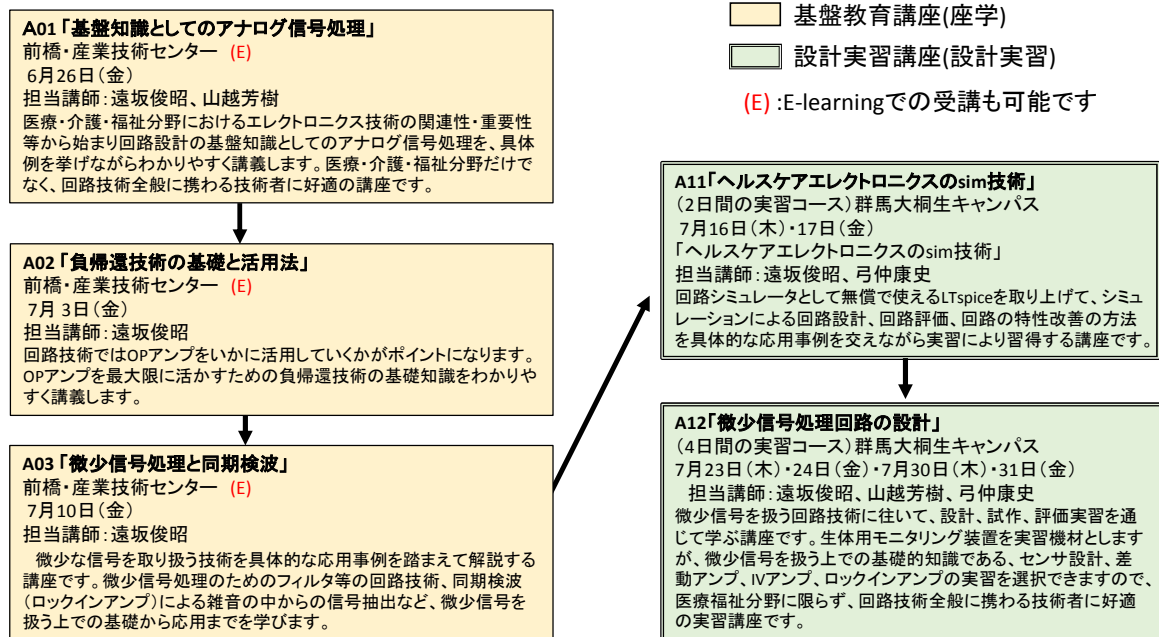 A01「基盤知識としてのアナログ信号処理」
前橋・産業技術センター (E)
6月26日(金)
担当講師:遠坂俊昭、山越芳樹
医療・介護・福祉分野におけるエレクトロニクス技術の関連性・重要性
等から始まり回路設計の基盤知識としてのアナログ信号処理を、具体
例を挙げながらわかりやすく講義します。医療・介護・福祉分野だけで
なく、回路技術全般に携わる技術者に好適の講座です。
A02「負帰還技術の基礎と活用法」
前橋・産業技術センター (E)
7月 3日(金)
担当講師:遠坂俊昭
回路技術ではOPアンプをいかに活用していくかがポイントになります。
OPアンプを最大限に活かすための負帰還技術の基礎知識をわかりや
すく講義します。
A03「微少信号処理と同期検波」
前橋・産業技術センター (E)
7月10日(金)
担当講師:遠坂俊昭
微少な信号を取り扱う技術を具体的な応用事例を踏まえて解説する
講座です。微少信号処理のためのフィルタ等の回路技術、同期検波
(ロックインアンプ)による雑音の中からの信号抽出など、微少信号を
扱う上での基礎から応用までを学びます。
基盤教育講座(座学)
設計実習講座(設計実習)
(E) :E-learningでの受講も可能です
A11「ヘルスケアエレクトロニクスのsim技術」
(2日間の実習コース)群馬大桐生キャンパス
7月16日(木)・17日(金)
「ヘルスケアエレクトロニクスのsim技術」
担当講師:遠坂俊昭、弓仲康史
回路シミュレータとして無償で使えるLTspiceを取り上げて、シミュ
レーションによる回路設計、回路評価、回路の特性改善の方法
を具体的な応用事例を交えながら実習により習得する講座です。
A12「微少信号処理回路の設計」
(4日間の実習コース)群馬大桐生キャンパス
7月23日(木)・24日(金)・7月30日(木)・31日(金)
担当講師:遠坂俊昭、山越芳樹、弓仲康史
微少信号を扱う回路技術に往いて、設計、試作、評価実習を通
じて学ぶ講座です。生体用モニタリング装置を実習機材としま
すが、微少信号を扱う上での基礎的知識である、センサ設計、差
動アンプ、IVアンプ、ロックインアンプの実習を選択できますので、
医療福祉分野に限らず、回路技術全般に携わる技術者に好適
の実習講座です。